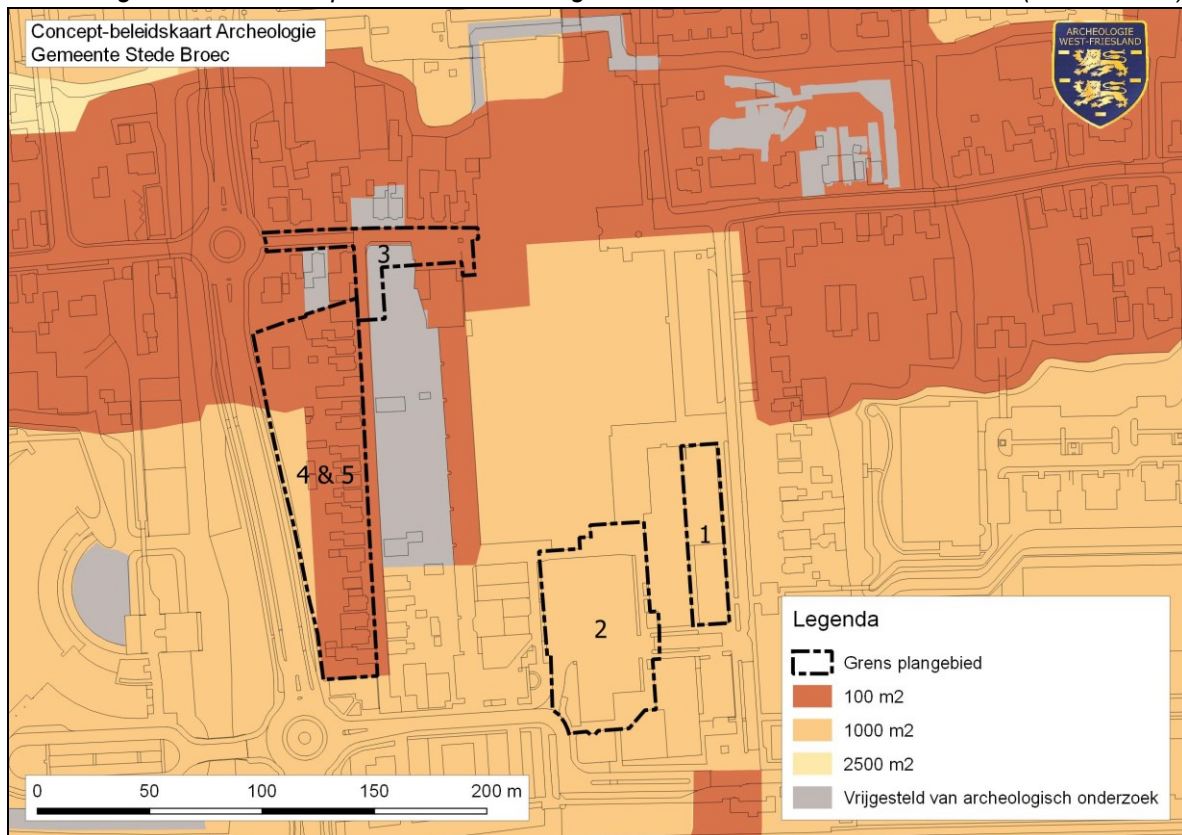 Concept-beleidskaart Archeologie
Gemeente Stede Broec
ARCHEOLOGIE
WEST-FRIESLAND
3
4 & 5
1
2
Legenda
Grens plangebied
100 m2
1000 m2
2500 m2
Vrijgesteld van archeologisch onderzoek
0 50 100 150 200 m